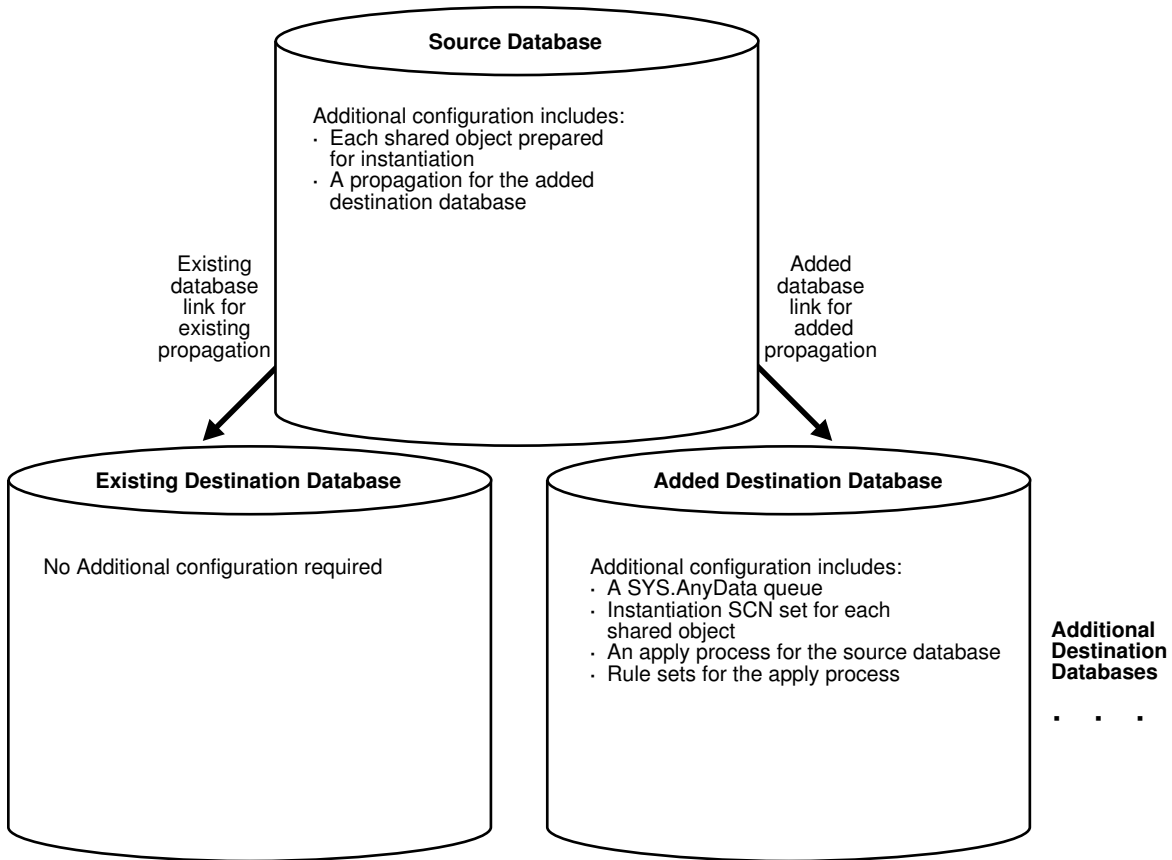 Source Database
Additional configuration includes:
· Each shared object prepared
for instantiation
· A propagation for the added
destination database
Existing
database
link for
existing
propagation
Added
database
link for
added
propagation
Existing Destination Database
No Additional configuration required
Added Destination Database
Additional configuration includes:
· A SYS.AnyData queue
· Instantiation SCN set for each
shared object
· An apply process for the source database
· Rule sets for the apply process
Additional
Destination
Databases
. . .